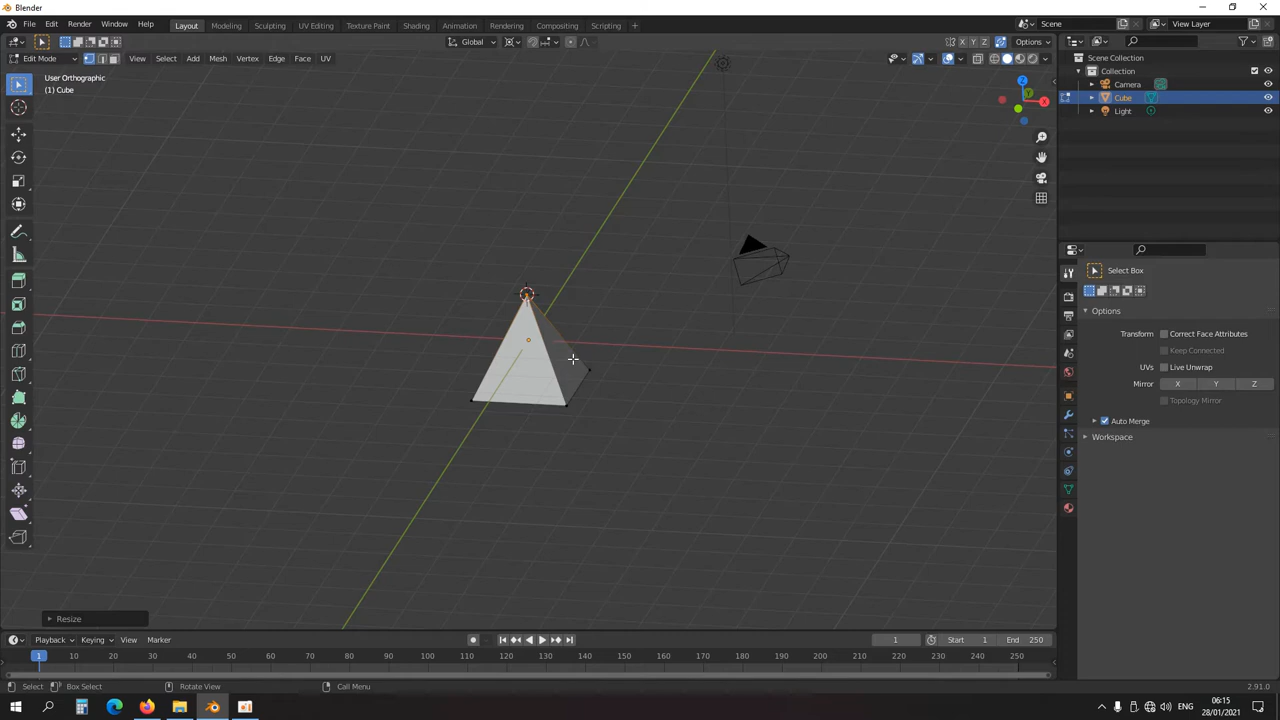 Blender
File Edit Render Window Help Layout Modeling Sculpting UV Editing Texture Paint Shading Animation Rendering Compositing Scripting + Scene View Layer
Global X Y Z Options
Edit Mode View Select Add Mesh Vertex Edge Face UV
User Orthographic
(1) Cube
Z
Y
X
Scene Collection
Collection
Camera
Cube
Light
Select Box
Options
Transform Correct Face Attributes
Keep Connected
UVs Live Unwrap
Mirror X Y Z
Topology Mirror
Auto Merge
Workspace
Resize
Playback Keying View Marker 1 Start 1 End 250
1 10 20 30 40 50 60 70 80 90 100 110 120 130 140 150 160 170 180 190 200 210 220 230 240 250
Select Box Select Rotate View Call Menu 2.91.0
ENG
06:15
28/01/2021